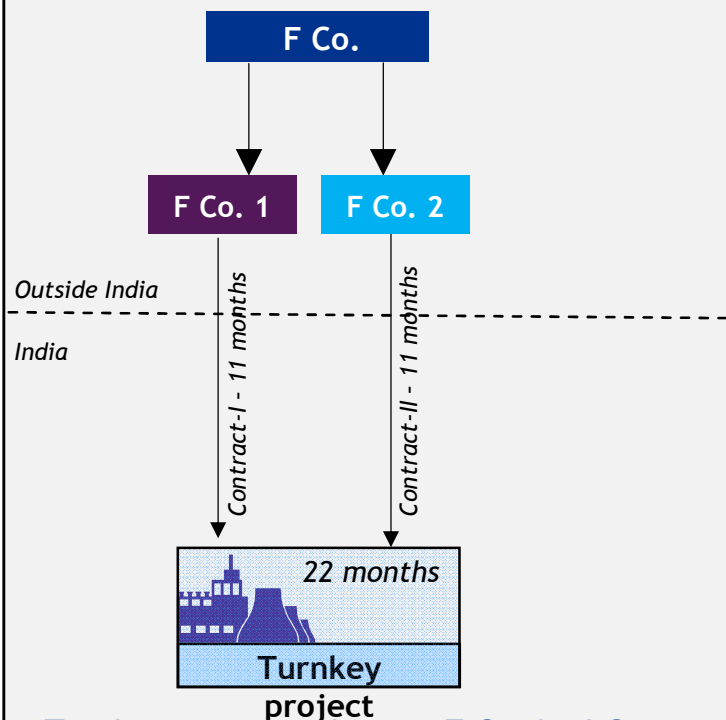 F Co.
F Co. 1
F Co. 2
Outside India
India
Contract-I - 11 months
Contract-II - 11 months
22 months
Turnkey
project